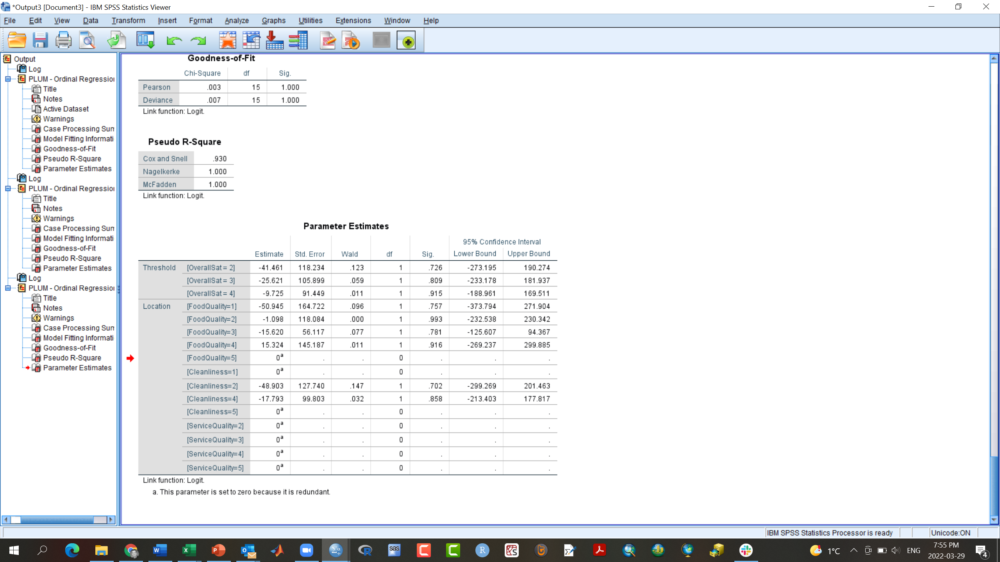 *Output3 [Document3] - IBM SPSS Statistics Viewer
File Edit View Data Transform Insert Format Analyze Graphs Utilities Extensions Window Help
Output
Log
PLUM - Ordinal Regression
Title
Notes
Active Dataset
Warnings
Case Processing Sum
Model Fitting Informati
Goodness-of-Fit
Pseudo R-Square
Parameter Estimates
Log
PLUM - Ordinal Regression
Title
Notes
Warnings
Case Processing Sum
Model Fitting Informati
Goodness-of-Fit
Pseudo R-Square
Parameter Estimates
Log
PLUM - Ordinal Regression
Title
Notes
Warnings
Case Processing Sum
Model Fitting Informati
Goodness-of-Fit
Pseudo R-Square
Parameter Estimates
Goodness-of-Fit
Chi-Square df Sig.
Pearson .003 15 1.000
Deviance .007 15 1.000
Link function: Logit.
Pseudo R-Square
Cox and Snell .930
Nagelkerke 1.000
McFadden 1.000
Link function: Logit.
Parameter Estimates
95% Confidence Interval
Estimate Std. Error Wald df Sig. Lower Bound Upper Bound
Threshold [OverallSat = 2] -41.461 118.234 .123 1 .726 -273.195 190.274
[OverallSat = 3] -25.621 105.899 .059 1 .809 -233.178 181.937
[OverallSat = 4] -9.725 91.449 .011 1 .915 -188.961 169.511
Location [FoodQuality=1] -50.945 164.722 .096 1 .757 -373.794 271.904
[FoodQuality=2] -1.098 118.084 .000 1 .993 -232.538 230.342
[FoodQuality=3] -15.620 56.117 .077 1 .781 -125.607 94.367
[FoodQuality=4] 15.324 145.187 .011 1 .916 -269.237 299.885
[FoodQuality=5] 0a . . 0 . . .
[Cleanliness=1] 0a . . 0 . . .
[Cleanliness=2] -48.903 127.740 .147 1 .702 -299.269 201.463
[Cleanliness=4] -17.793 99.803 .032 1 .858 -213.403 177.817
[Cleanliness=5] 0a . . 0 . . .
[ServiceQuality=2] 0a . . 0 . . .
[ServiceQuality=3] 0a . . 0 . . .
[ServiceQuality=4] 0a . . 0 . . .
[ServiceQuality=5] 0a . . 0 . . .
Link function: Logit.
a. This parameter is set to zero because it is redundant.
IBM SPSS Statistics Processor is ready Unicode:ON
1°C ENG 7:55 PM
2022-03-29
4